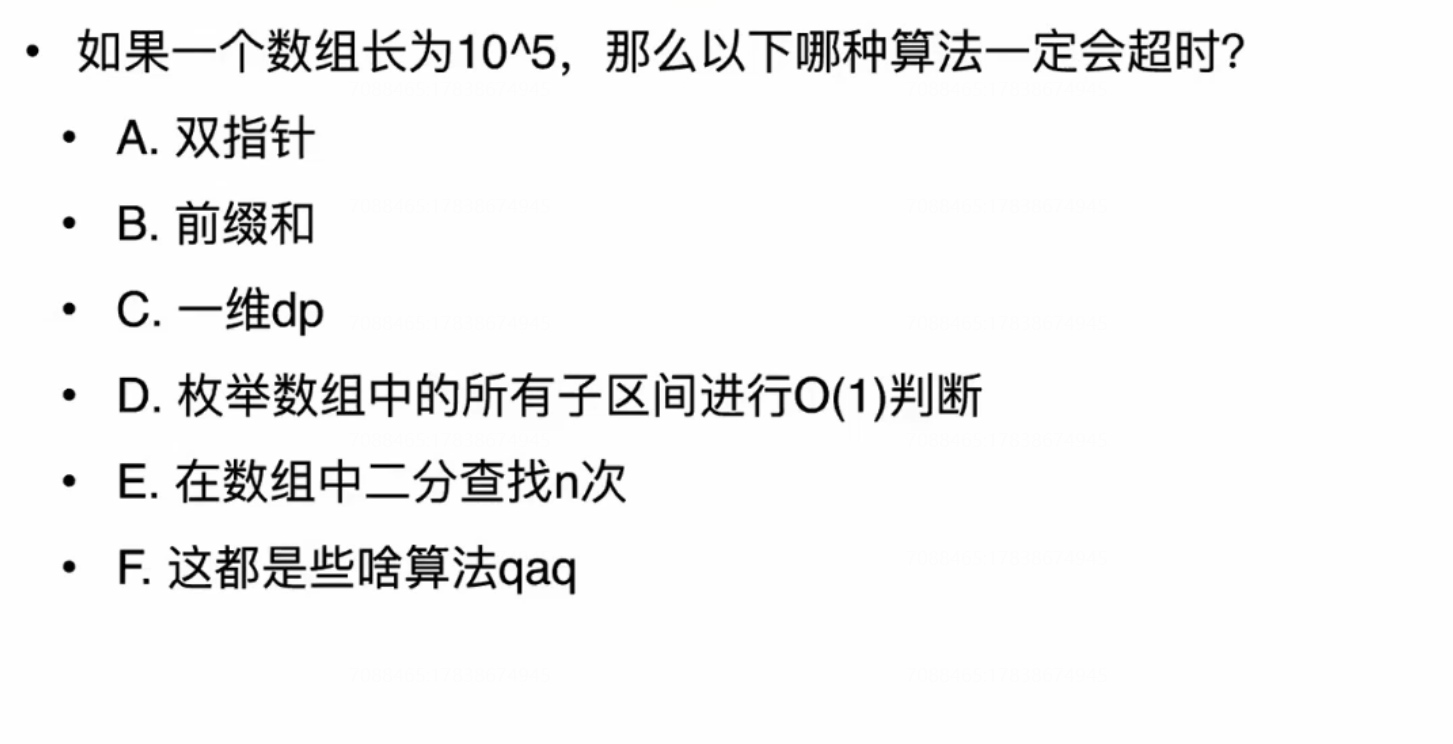 • 如果一个数组长为10^5，那么以下哪种算法一定会超时?
• A. 双指针
• B. 前缀和
• C. 一维dp
• D. 枚举数组中的所有子区间进行O(1)判断
• E. 在数组中二分查找n次
• F. 这都是些啥算法qaq